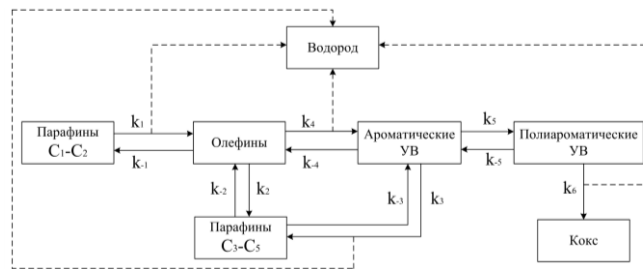 Водород
k₁
k₄
k₅
Парафины
C₁-C₂
Олефины
Ароматические
УВ
Полиароматические
УВ
k₋₁
k₋₄
k₋₅
k₋₂
k₂
k₋₃
k₃
k₆
Парафины
C₃-C₅
Кокс